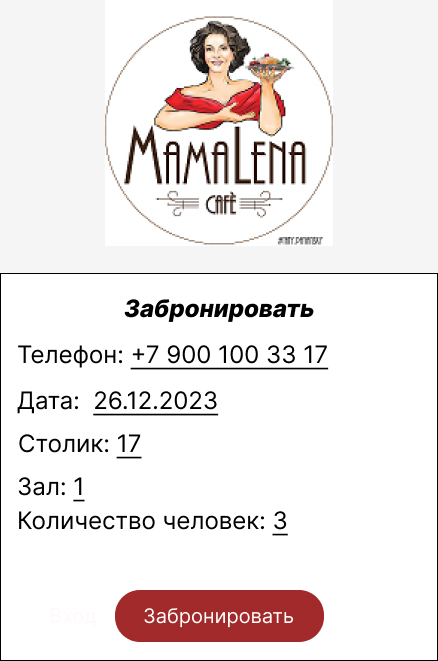 MAMALENA
CAFÈ
Забронировать
Телефон: +7 900 100 33 17
Дата: 26.12.2023
Столик: 17
Зал: 1
Количество человек: 3
Вход
Забронировать